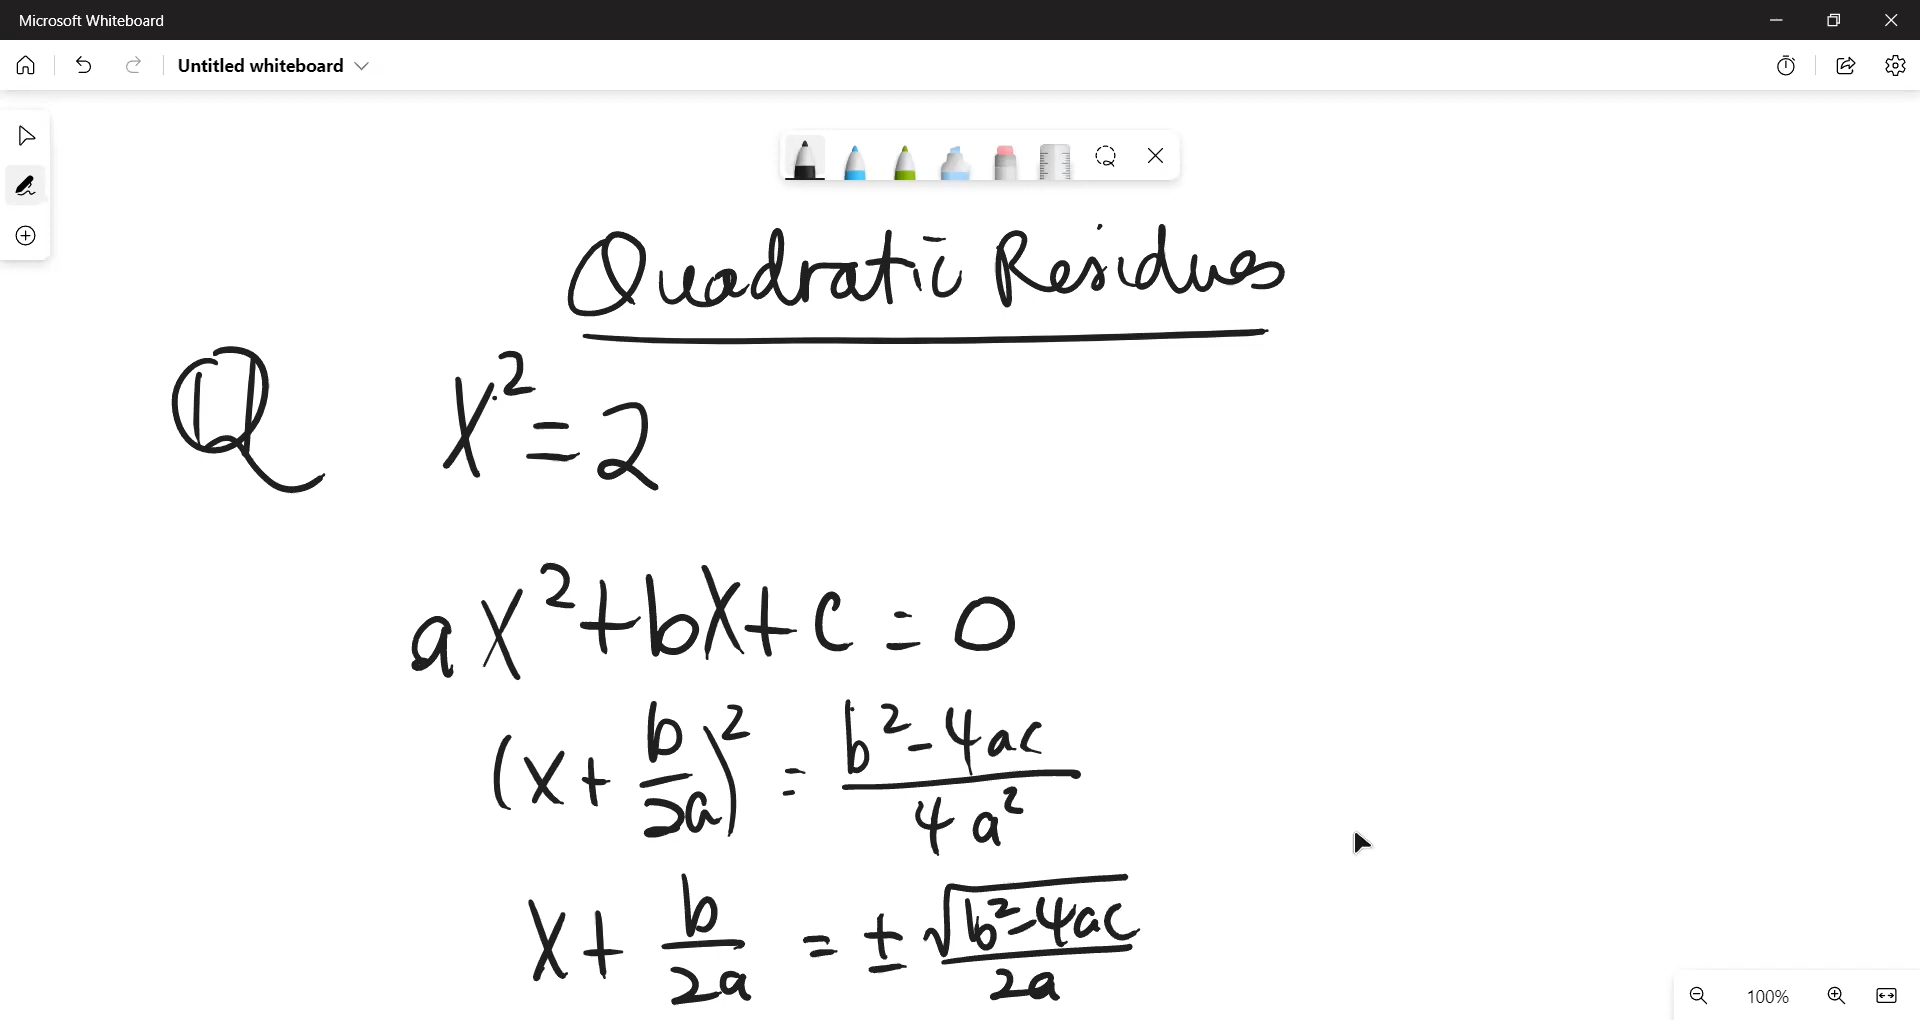 Microsoft Whiteboard
Untitled whiteboard
Quadratic Residues
ℚ x² = 2
ax² + bx + c = 0
(x + b/2a)² = (b² - 4ac)/4a²
x + b/2a = ± √(b² - 4ac)/2a
100%